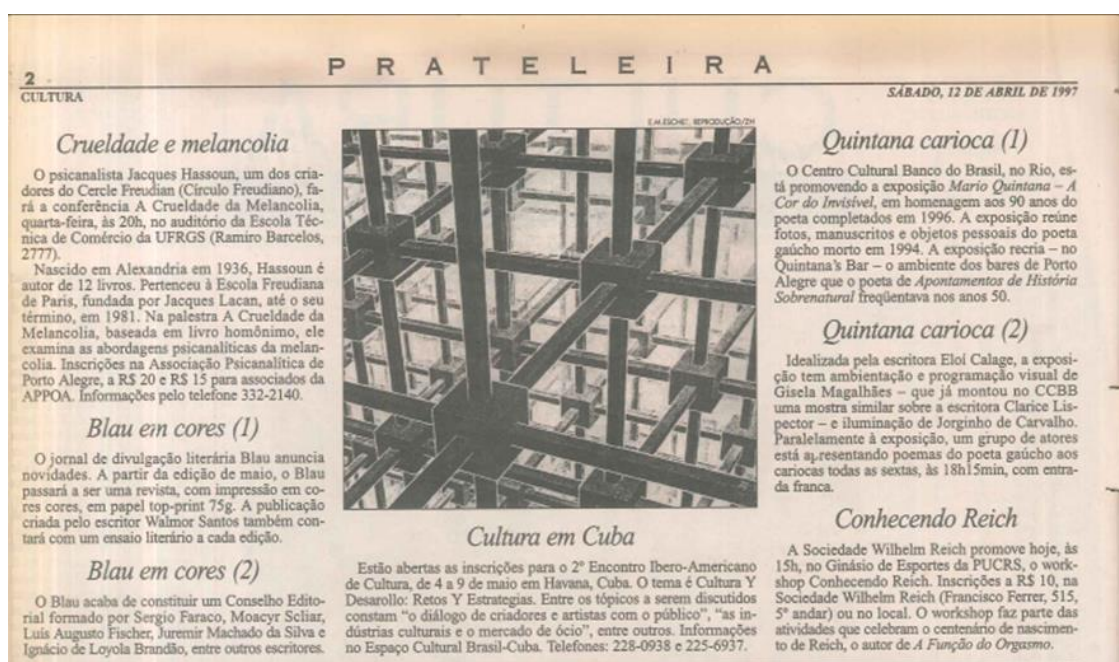 PRATELEIRA
2
CULTURA
SÁBADO, 12 DE ABRIL DE 1997
Crueldade e melancolia
O psicanalista Jacques Hassoun, um dos cria-
dores do Cercle Freudian (Círculo Freudiano), fa-
rá a conferência A Crueldade da Melancolia,
quarta-feira, às 20h, no auditório da Escola Téc-
nica de Comércio da UFRGS (Ramiro Barcelos,
2777).
Nascido em Alexandria em 1936, Hassoun é
autor de 12 livros. Pertenceu à Escola Freudiana
de Paris, fundada por Jacques Lacan, até o seu
término, em 1981. Na palestra A Crueldade da
Melancolia, baseada em livro homônimo, ele
examina as abordagens psicanalíticas da melan-
colia. Inscrições na Associação Psicanalítica de
Porto Alegre, a R$ 20 e R$ 15 para associados da
APPOA. Informações pelo telefone 332-2140.
Blau em cores (1)
O jornal de divulgação literária Blau anuncia
novidades. A partir da edição de maio, o Blau
passará a ser uma revista, com impressão em co-
res cores, em papel top-print 75g. A publicação
criada pelo escritor Walmor Santos também con-
tará com um ensaio literário a cada edição.
Blau em cores (2)
O Blau acaba de constituir um Conselho Edito-
rial formado por Sergio Faraco, Moacyr Scliar,
Luís Augusto Fischer, Juremir Machado da Silva e
Ignácio de Loyola Brandão, entre outros escritores.
E.M.ESCHET, REPRODUÇÃO/ZH
Cultura em Cuba
Estão abertas as inscrições para o 2º Encontro Ibero-Americano
de Cultura, de 4 a 9 de maio em Havana, Cuba. O tema é Cultura Y
Desarollo: Retos Y Estrategias. Entre os tópicos a serem discutidos
constam “o diálogo de criadores e artistas com o público”, “as in-
dústrias culturais e o mercado de ócio”, entre outros. Informações
no Espaço Cultural Brasil-Cuba. Telefones: 228-0938 e 225-6937.
Quintana carioca (1)
O Centro Cultural Banco do Brasil, no Rio, es-
tá promovendo a exposição Mario Quintana – A
Cor do Invisível, em homenagem aos 90 anos do
poeta completados em 1996. A exposição reúne
fotos, manuscritos e objetos pessoais do poeta
gaúcho morto em 1994. A exposição recria – no
Quintana's Bar – o ambiente dos bares de Porto
Alegre que o poeta de Apontamentos de História
Sobrenatural freqüentava nos anos 50.
Quintana carioca (2)
Idealizada pela escritora Eloí Calage, a exposi-
ção tem ambientação e programação visual de
Gisela Magalhães – que já montou no CCBB
uma mostra similar sobre a escritora Clarice Lis-
pector – e iluminação de Jorginho de Carvalho.
Paralelamente à exposição, um grupo de atores
está apresentando poemas do poeta gaúcho aos
cariocas todas as sextas, às 18h15min, com entra-
da franca.
Conhecendo Reich
A Sociedade Wilhelm Reich promove hoje, às
15h, no Ginásio de Esportes da PUCRS, o work-
shop Conhecendo Reich. Inscrições a R$ 10, na
Sociedade Wilhelm Reich (Francisco Ferrer, 515,
5º andar) ou no local. O workshop faz parte das
atividades que celebram o centenário de nascimen-
to de Reich, o autor de A Função do Orgasmo.